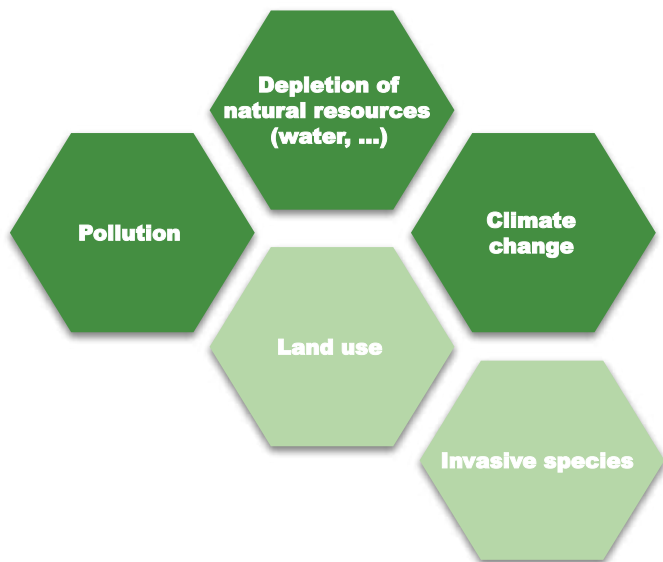 Depletion of
natural resources
(water, ...)
Pollution
Climate
change
Land use
Invasive species